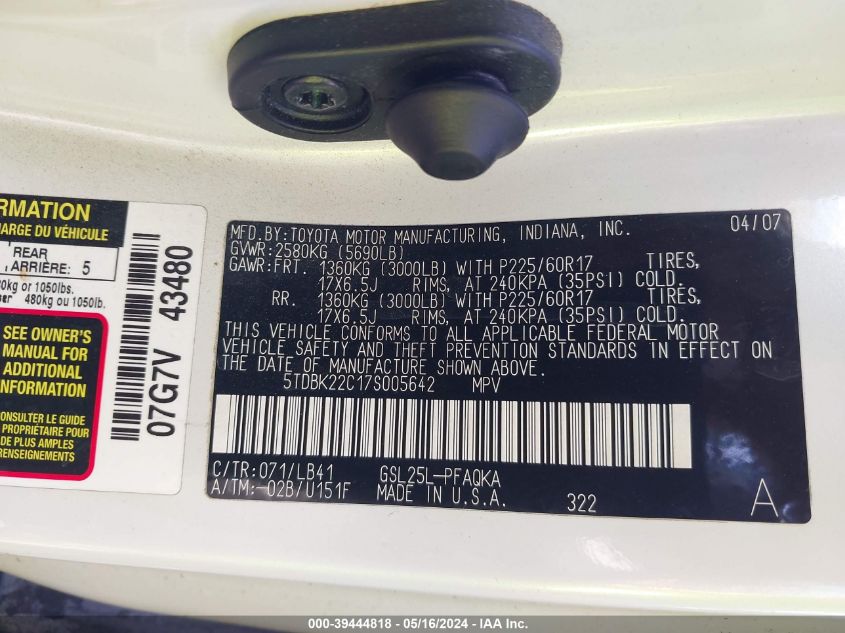 RMATION
HARGE DU VÉHICULE
REAR
ARRIÈRE: 5
0kg or 1050lbs.
ser 480kg ou 1050lb.
SEE OWNER'S
MANUAL FOR
ADDITIONAL
INFORMATION
CONSULTER LE GUIDE
PROPRIÉTAIRE POUR
DE PLUS AMPLES
RENSEIGNEMENTS
07G7V 43480
MFD.BY:TOYOTA MOTOR MANUFACTURING, INDIANA, INC. 04/07
GVWR:2580KG (5690LB)
GAWR:FRT. 1360KG (3000LB) WITH P225/60R17 TIRES,
17X6.5J RIMS, AT 240KPA (35PSI) COLD.
RR. 1360KG (3000LB) WITH P225/60R17 TIRES,
17X6.5J RIMS, AT 240KPA (35PSI) COLD.
THIS VEHICLE CONFORMS TO ALL APPLICABLE FEDERAL MOTOR
VEHICLE SAFETY AND THEFT PREVENTION STANDARDS IN EFFECT ON
THE DATE OF MANUFACTURE SHOWN ABOVE.
5TDBK22C17S005642 MPV
C/TR:071/LB41 GSL25L-PFAQKA
A/TM:-02B/U151F MADE IN U.S.A. 322 A
000-39444818 - 05/16/2024 - IAA Inc.